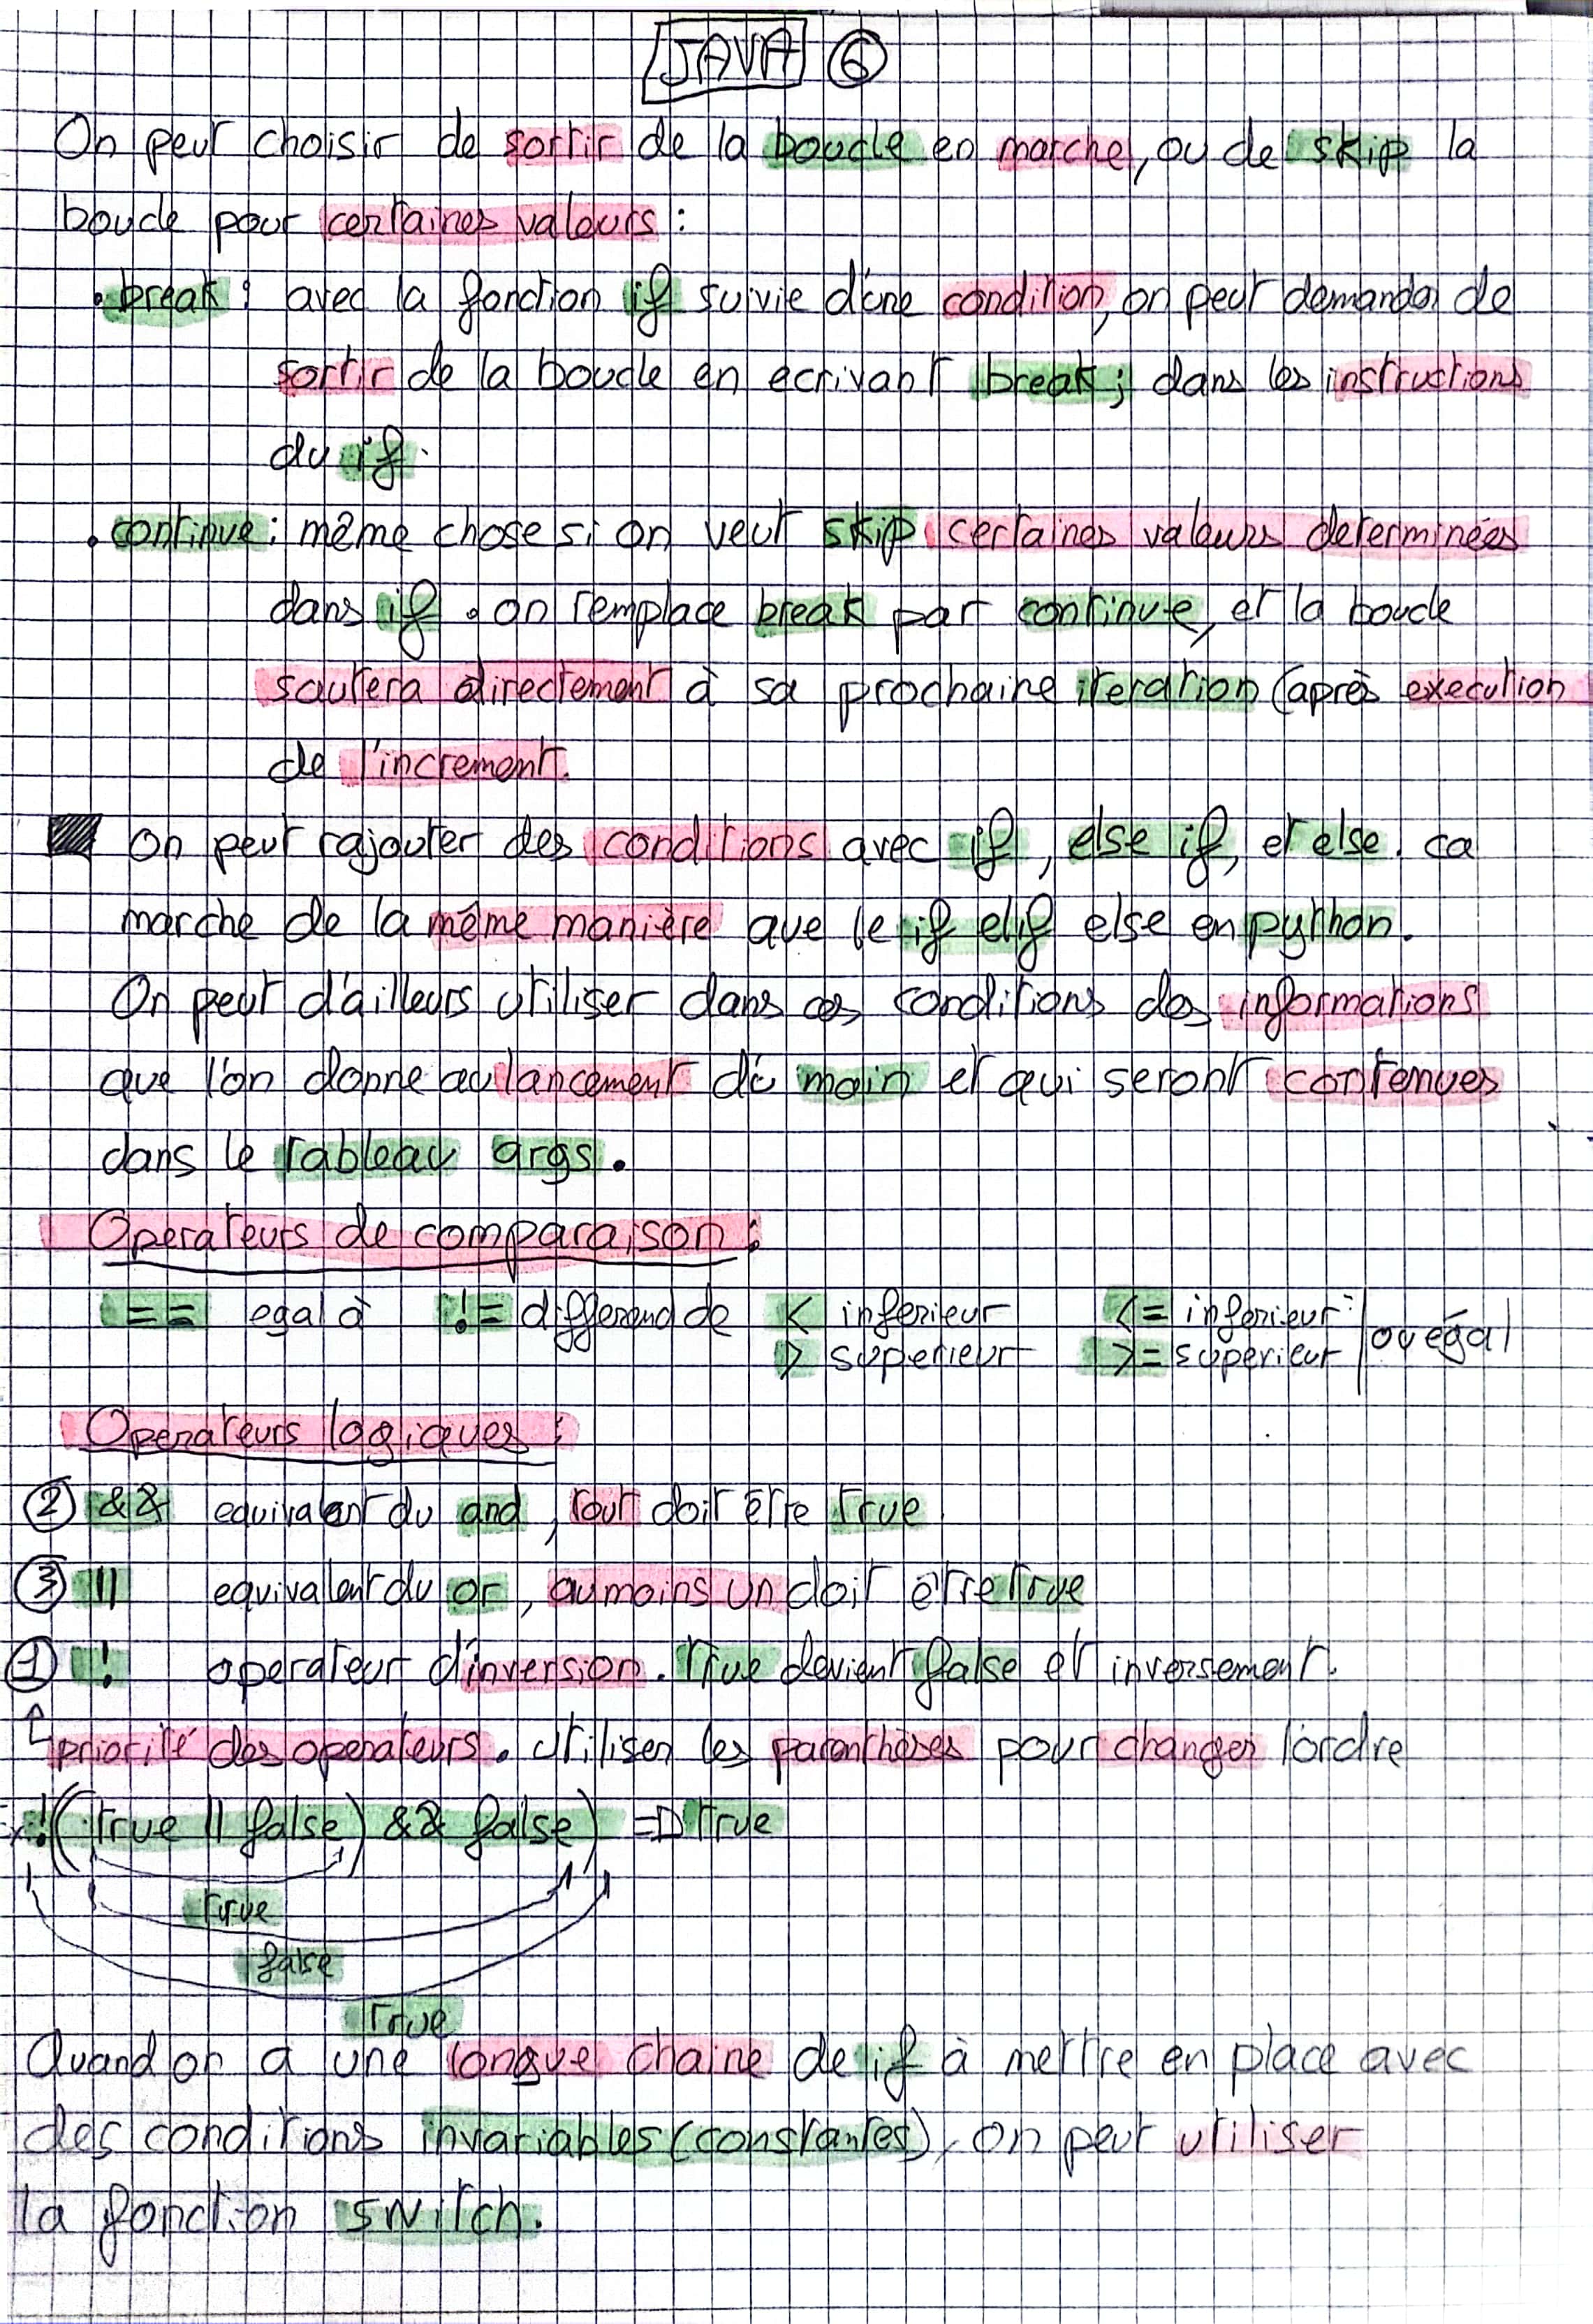 JAVA 6
On peut choisir de sortir de la boucle en marche, ou de skip la
boucle pour certaines valeurs :
. break : avec la fonction if suivie d'une condition, on peut demander de
sortir de la boucle en ecrivant break; dans les instructions
du if.
. continue : même chose si on veut skip certaines valeurs determinées
dans if . on remplace break par continue, et la boucle
sautera directement à sa prochaine iteration (après execution
de l'increment.
On peut rajouter des conditions avec if, else if, et else. ca
marche de la même manière que le if elif else en python.
On peut d'ailleurs utiliser dans ces conditions des informations
que l'on donne au lancement du main et qui seront contenues
dans le tableau args.
Operateurs de comparaison :
== egal à != differend de < inferieur <= inferieur
> superieur >= superieur ou égal
Operateurs logiques :
2 && equivalent du and, tout doit être true
3 || equivalent du or, au moins un doit être true
1 ! operateur d'inversion. True devient false et inversement.
priorité des operateurs. Utiliser les parenthèses pour changer l'ordre
!((true || false) && false) => true
true
false
true
Quand on a une longue chaine de if à mettre en place avec
des conditions invariables (constantes), on peut utiliser
la fonction switch.